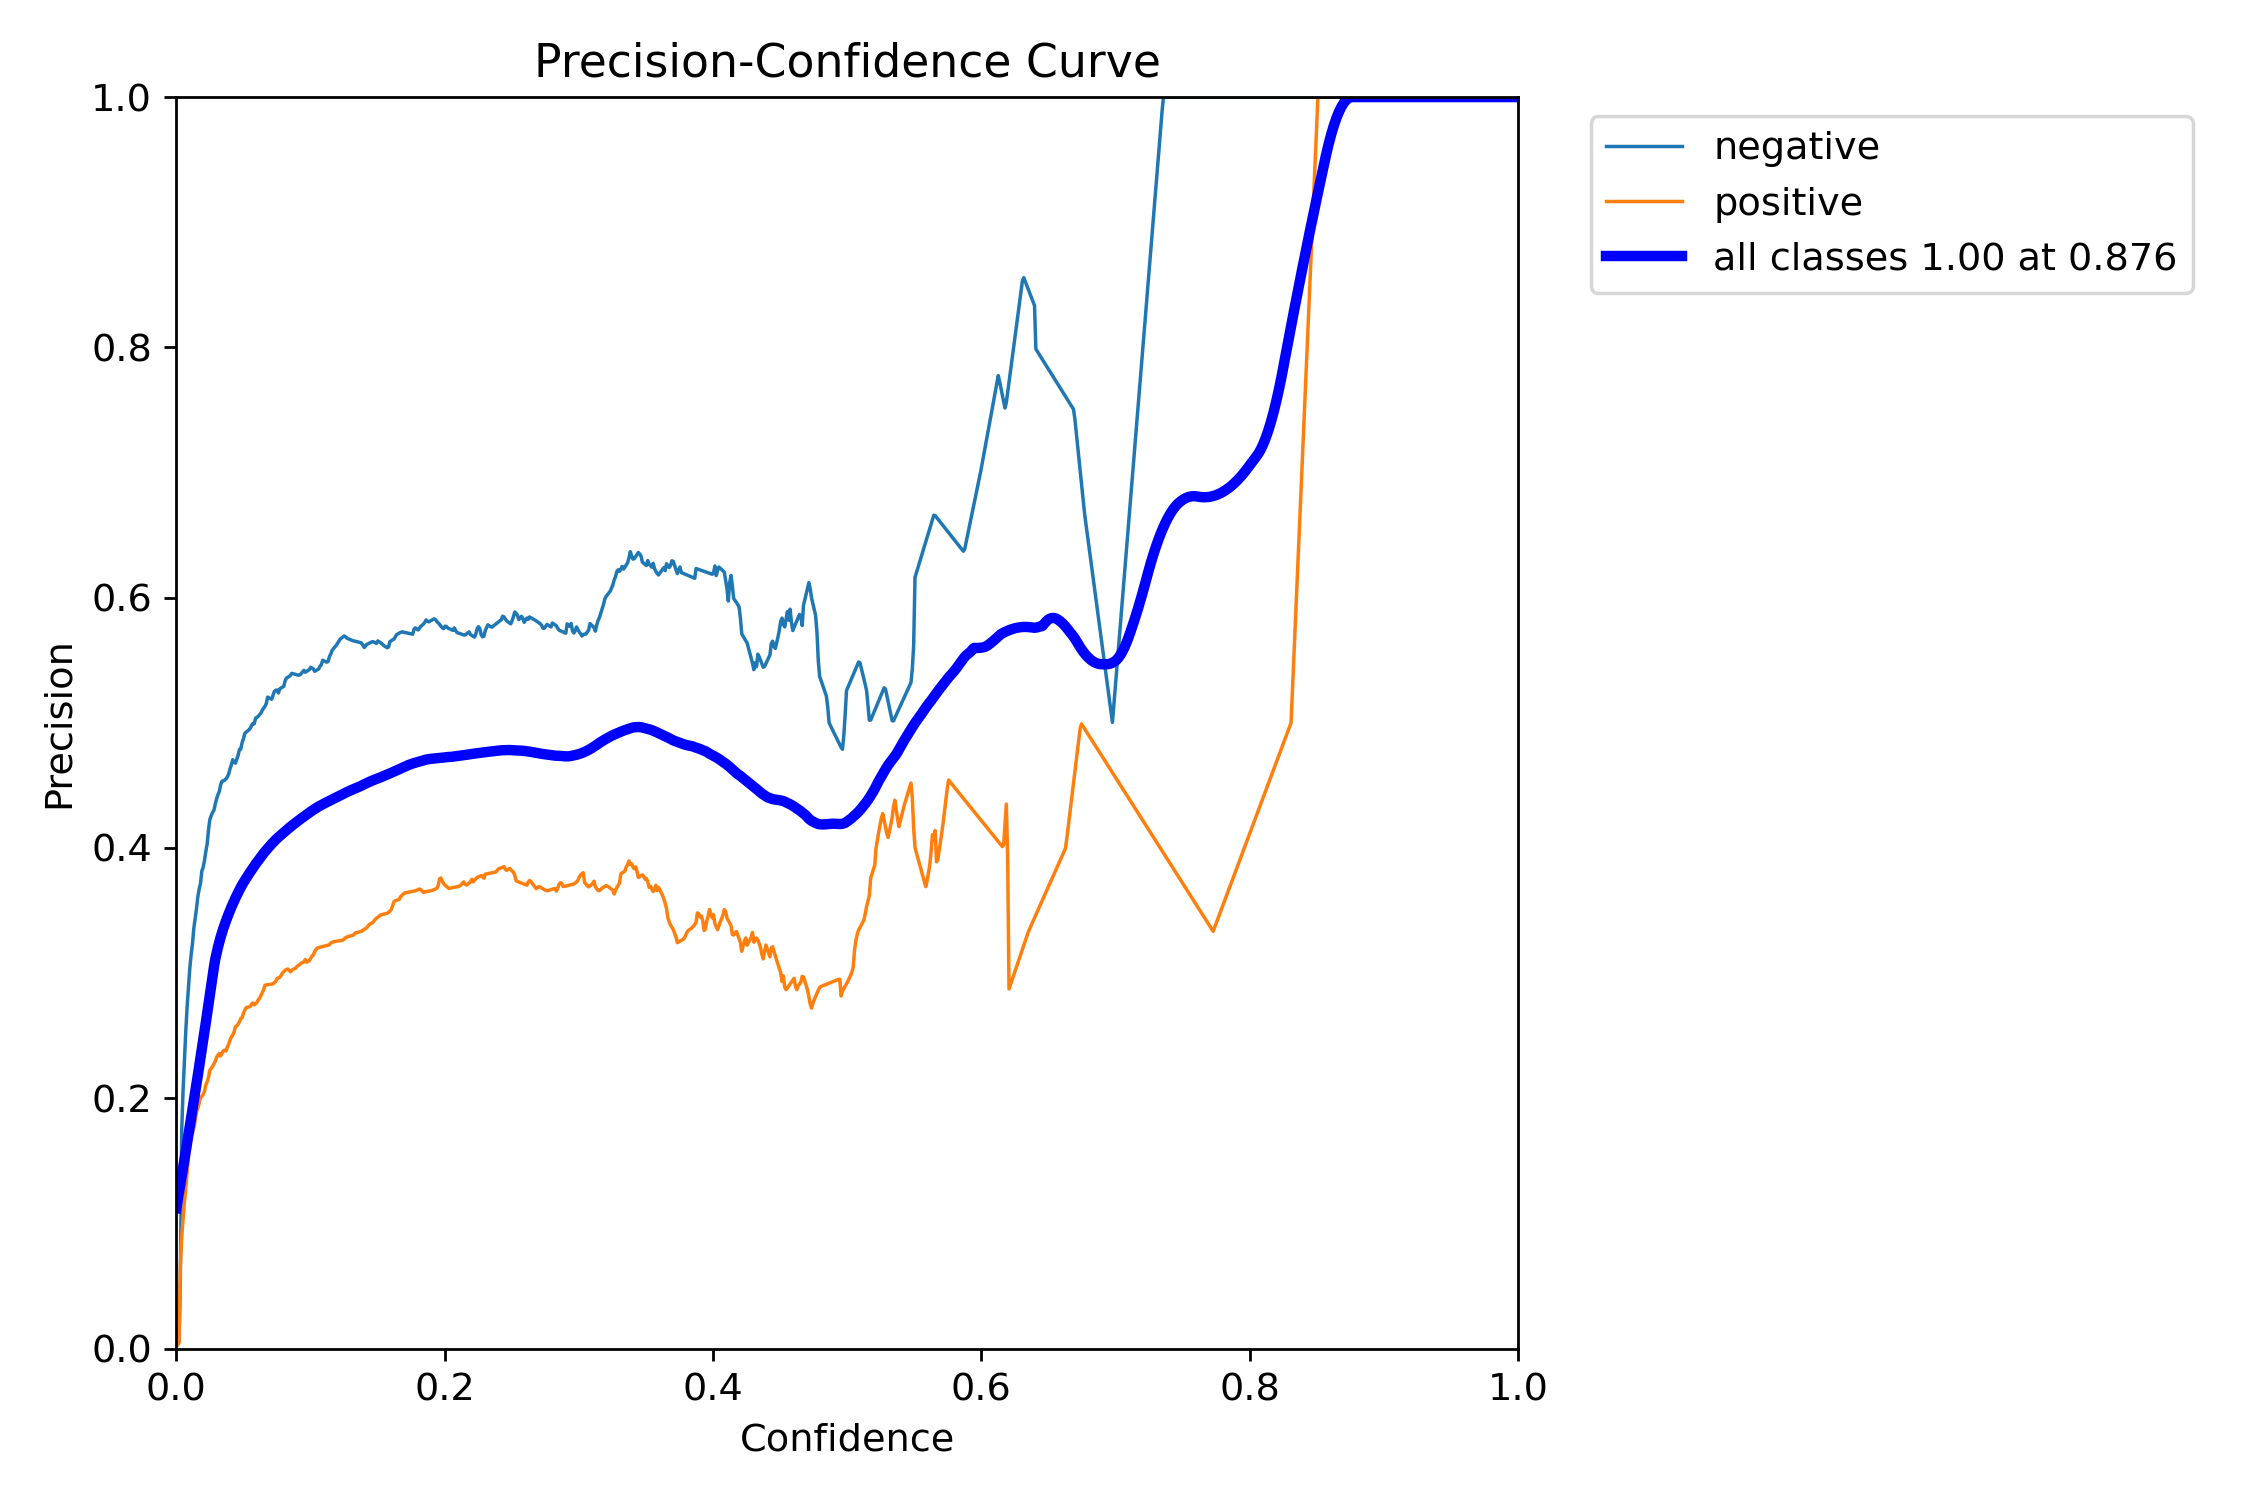 Precision-Confidence Curve
1.0
0.8
0.6
0.4
0.2
0.0
Precision
0.0 0.2 0.4 0.6 0.8 1.0
Confidence
negative
positive
all classes 1.00 at 0.876